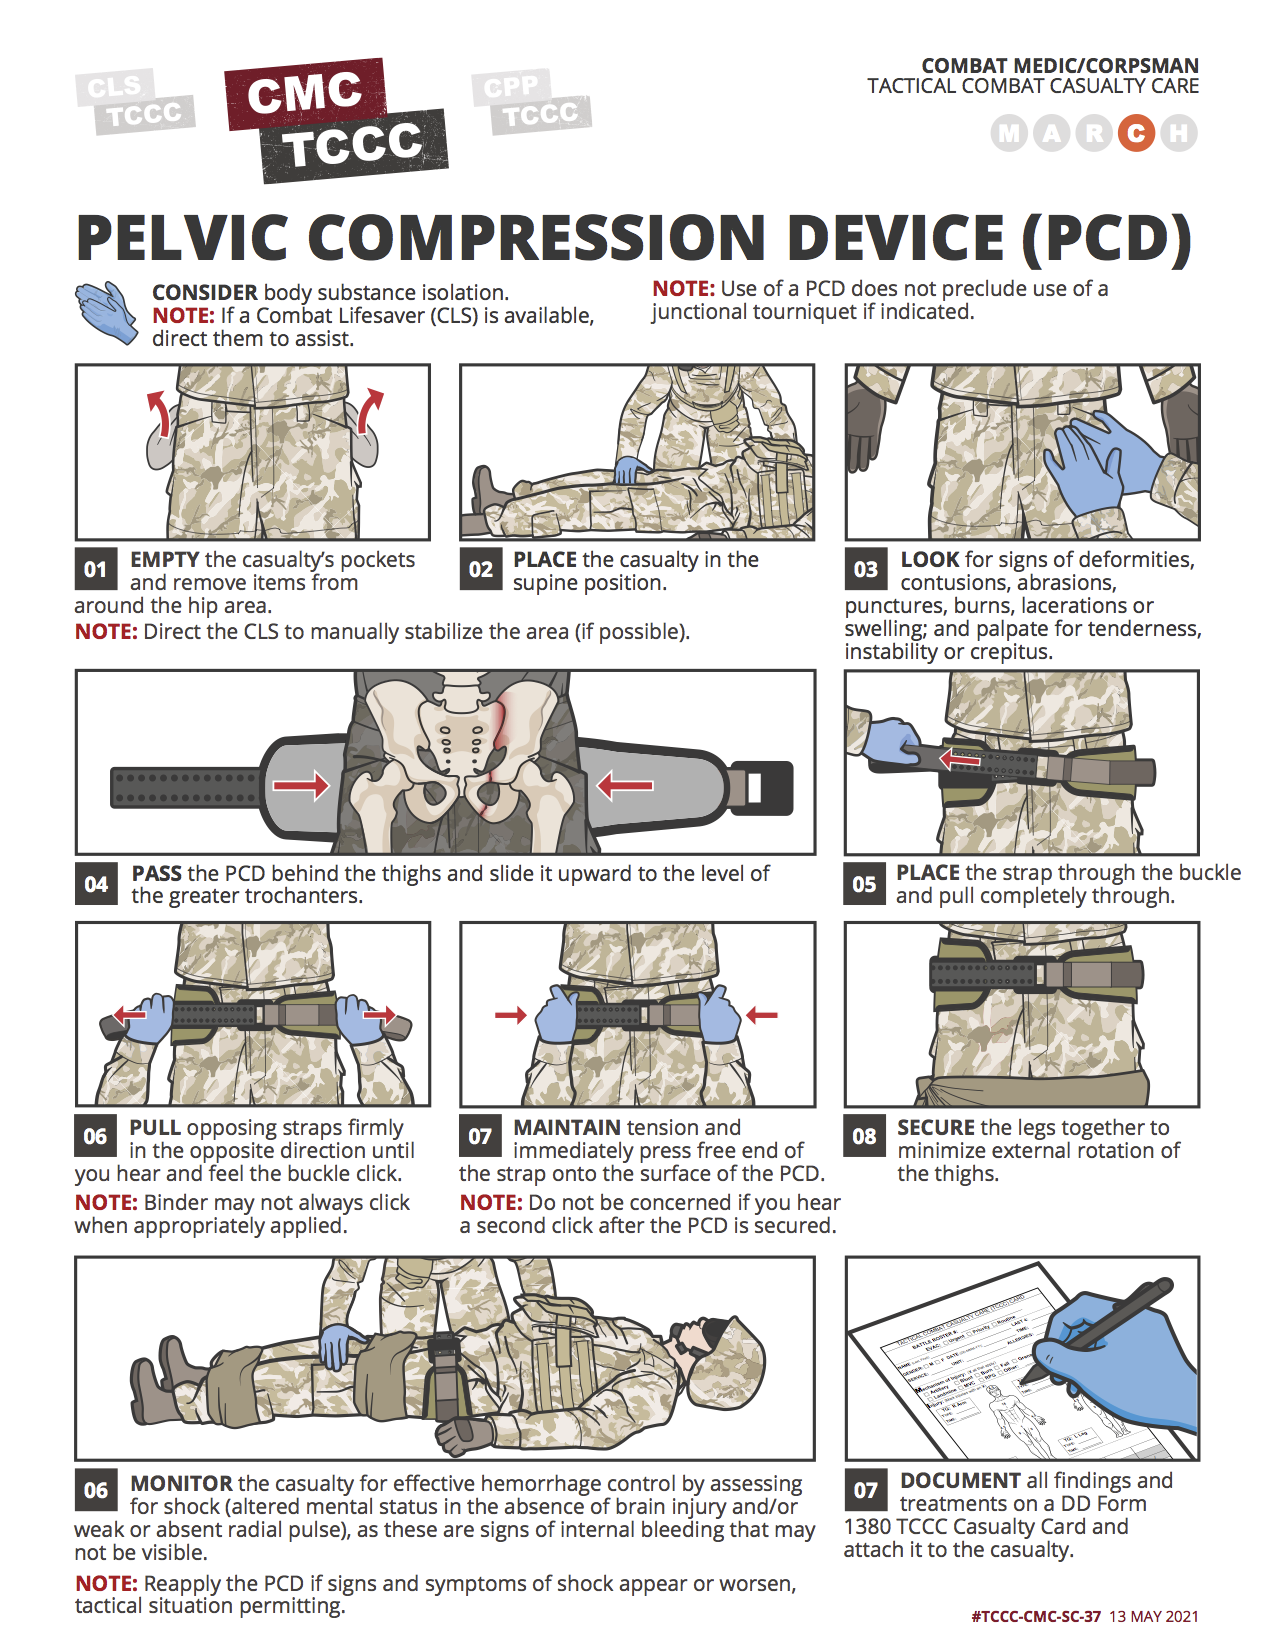 CLS
TCCC
CMC
TCCC
CPP
TCCC
COMBAT MEDIC/CORPSMAN
TACTICAL COMBAT CASUALTY CARE
M A R C H
PELVIC COMPRESSION DEVICE (PCD)
CONSIDER body substance isolation.
NOTE: If a Combat Lifesaver (CLS) is available,
direct them to assist.
NOTE: Use of a PCD does not preclude use of a
junctional tourniquet if indicated.
01 EMPTY the casualty’s pockets
and remove items from
around the hip area.
NOTE: Direct the CLS to manually stabilize the area (if possible).
02 PLACE the casualty in the
supine position.
03 LOOK for signs of deformities,
contusions, abrasions,
punctures, burns, lacerations or
swelling; and palpate for tenderness,
instability or crepitus.
04 PASS the PCD behind the thighs and slide it upward to the level of
the greater trochanters.
05 PLACE the strap through the buckle
and pull completely through.
06 PULL opposing straps firmly
in the opposite direction until
you hear and feel the buckle click.
NOTE: Binder may not always click
when appropriately applied.
07 MAINTAIN tension and
immediately press free end of
the strap onto the surface of the PCD.
NOTE: Do not be concerned if you hear
a second click after the PCD is secured.
08 SECURE the legs together to
minimize external rotation of
the thighs.
06 MONITOR the casualty for effective hemorrhage control by assessing
for shock (altered mental status in the absence of brain injury and/or
weak or absent radial pulse), as these are signs of internal bleeding that may
not be visible.
NOTE: Reapply the PCD if signs and symptoms of shock appear or worsen,
tactical situation permitting.
TACTICAL COMBAT CASUALTY CARE (TCCC) CARD
BATTLE ROSTER #:
EVAC: Urgent Priority Routine
07 DOCUMENT all findings and
treatments on a DD Form
1380 TCCC Casualty Card and
attach it to the casualty.
#TCCC-CMC-SC-37 13 MAY 2021